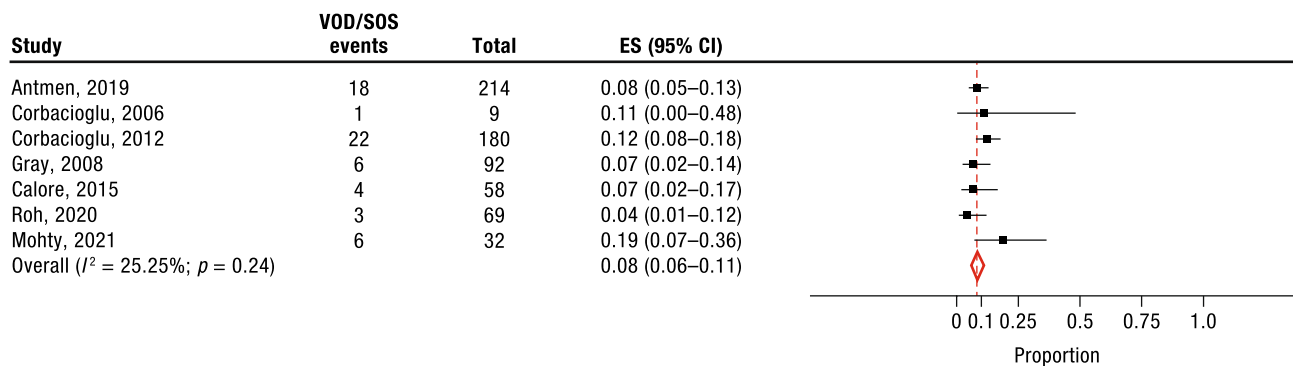 VOD/SOS
Study events Total ES (95% CI)
Antmen, 2019 18 214 0.08 (0.05–0.13)
Corbacioglu, 2006 1 9 0.11 (0.00–0.48)
Corbacioglu, 2012 22 180 0.12 (0.08–0.18)
Gray, 2008 6 92 0.07 (0.02–0.14)
Calore, 2015 4 58 0.07 (0.02–0.17)
Roh, 2020 3 69 0.04 (0.01–0.12)
Mohty, 2021 6 32 0.19 (0.07–0.36)
Overall (I² = 25.25%; p = 0.24) 0.08 (0.06–0.11)
0 0.1 0.25 0.5 0.75 1.0
Proportion